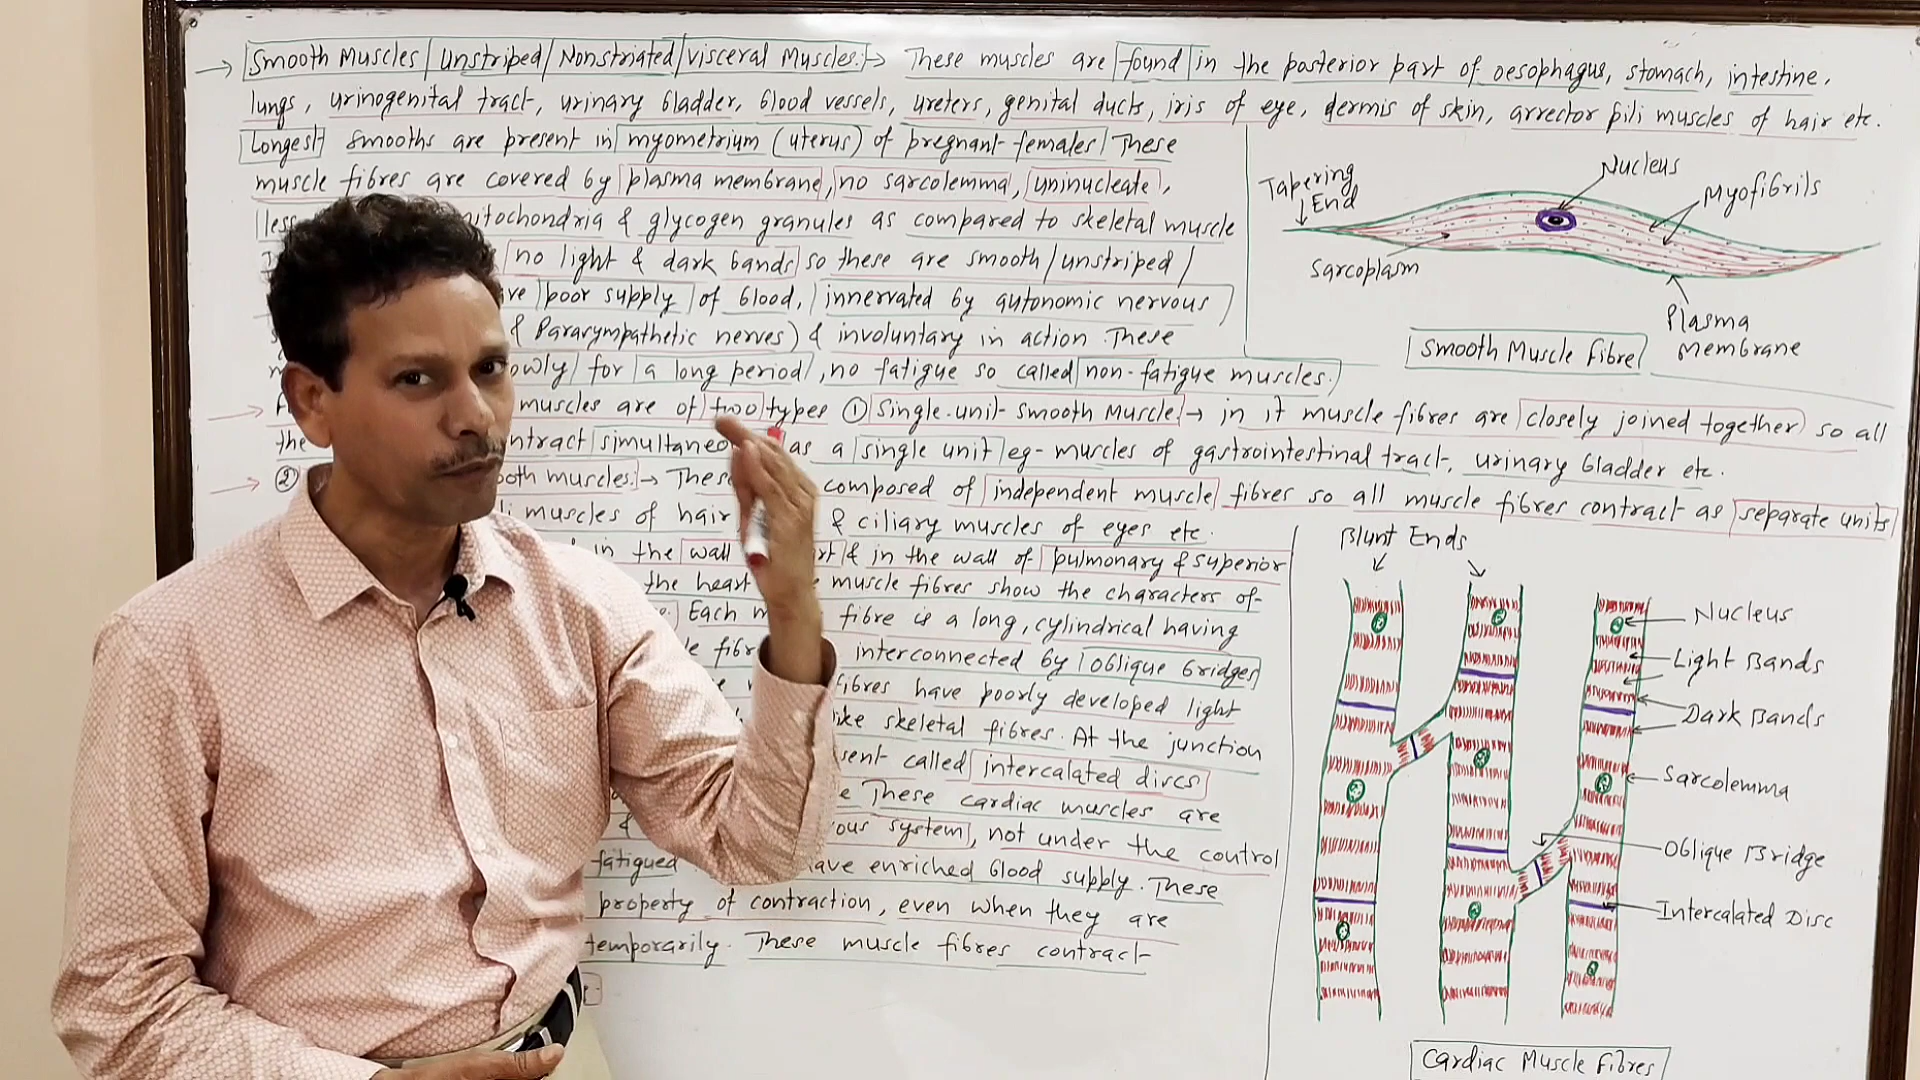 → Smooth Muscles/Unstriped/Nonstriated/Visceral Muscles:→ These muscles are found in the posterior part of oesophagus, stomach, intestine,
lungs, urinogenital tract, urinary bladder, blood vessels, ureters, genital ducts, iris of eye, dermis of skin, arrector pili muscles of hair etc.
Longest smooths are present in myometrium (uterus) of pregnant females These
muscle fibres are covered by plasma membrane, no sarcolemma, uninucleate,
less mitochondria & glycogen granules as compared to skeletal muscle
no light & dark bands so these are smooth/unstriped/
poor supply of blood, innervated by autonomic nervous
& Parasympathetic nerves) & involuntary in action. These
for a long period, no fatigue so called non-fatigue muscles.
→ muscles are of two types ① Single-unit smooth Muscle:→ in it muscle fibres are closely joined together so all
the simultaneo as a single unit eg- muscles of gastrointestinal tract, urinary bladder etc.
→ ② muscles:→ These composed of independent muscle fibres so all muscle fibres contract as separate units
muscles of hair & ciliary muscles of eyes etc.
in the wall & in the wall of pulmonary & superior
the heart muscle fibres show the characters of
Each fibre is a long, cylindrical having
interconnected by oblique bridges
fibres have poorly developed light
like skeletal fibres. At the junction
called intercalated discs
These cardiac muscles are
& system, not under the control
fatigued have enriched blood supply. These
property of contraction, even when they are
temporarily. These muscle fibres contract
Tapering End
Nucleus
Myofibrils
Sarcoplasm
Plasma
Membrane
Smooth Muscle Fibre
Blunt Ends
Nucleus
Light Bands
Dark Bands
Sarcolemma
Oblique Bridge
Intercalated Disc
Cardiac Muscle Fibres